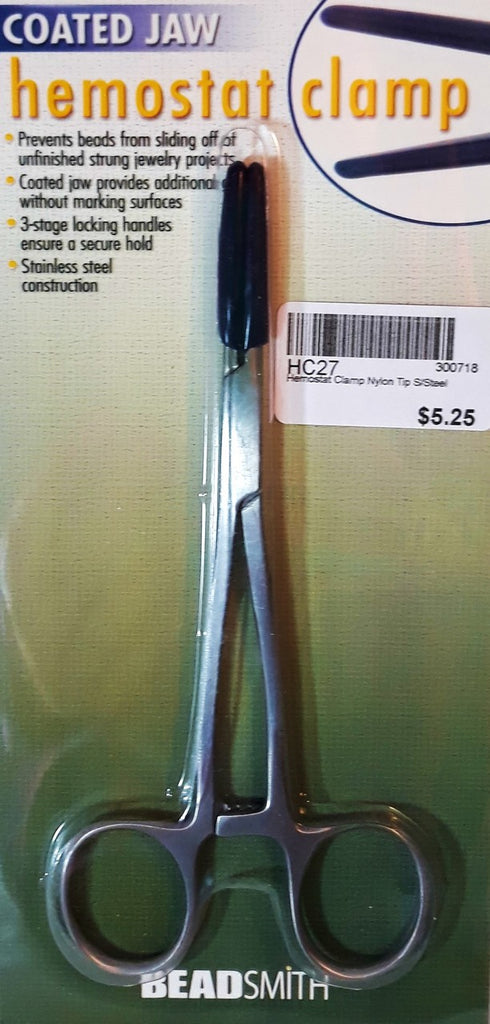 COATED JAW
hemostat clamp
• Prevents beads from sliding off of
unfinished strung jewelry projects
• Coated jaw provides additional
without marking surfaces
• 3-stage locking handles
ensure a secure hold
• Stainless steel
construction
HC27 300718
Hemostat Clamp Nylon Tip S/Steel
$5.25
BEADSMiTH